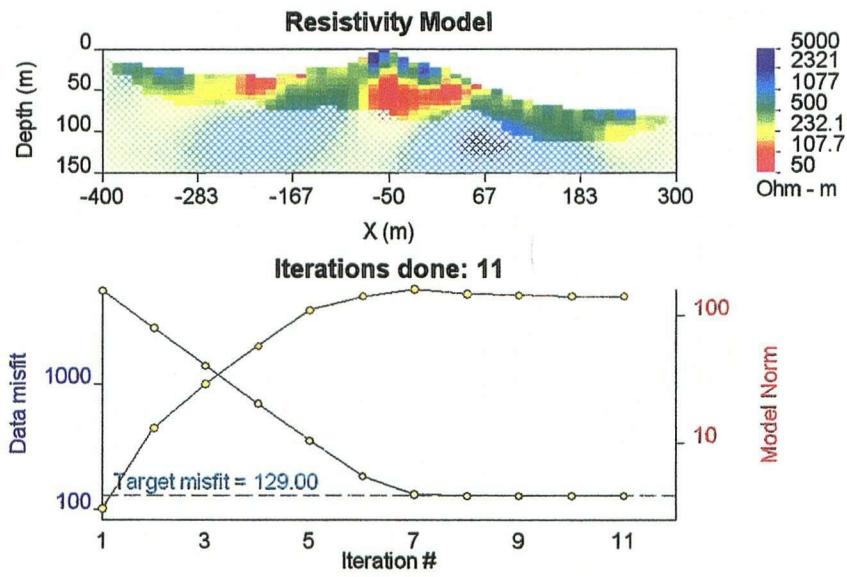 Resistivity Model
Depth (m)
0
50
100
150
-400 -283 -167 -50 67 183 300
X (m)
5000
2321
1077
500
232.1
107.7
50
Ohm - m
Iterations done: 11
Data misfit
1000
100
Target misfit = 129.00
100
10
Model Norm
1 3 5 7 9 11
Iteration #